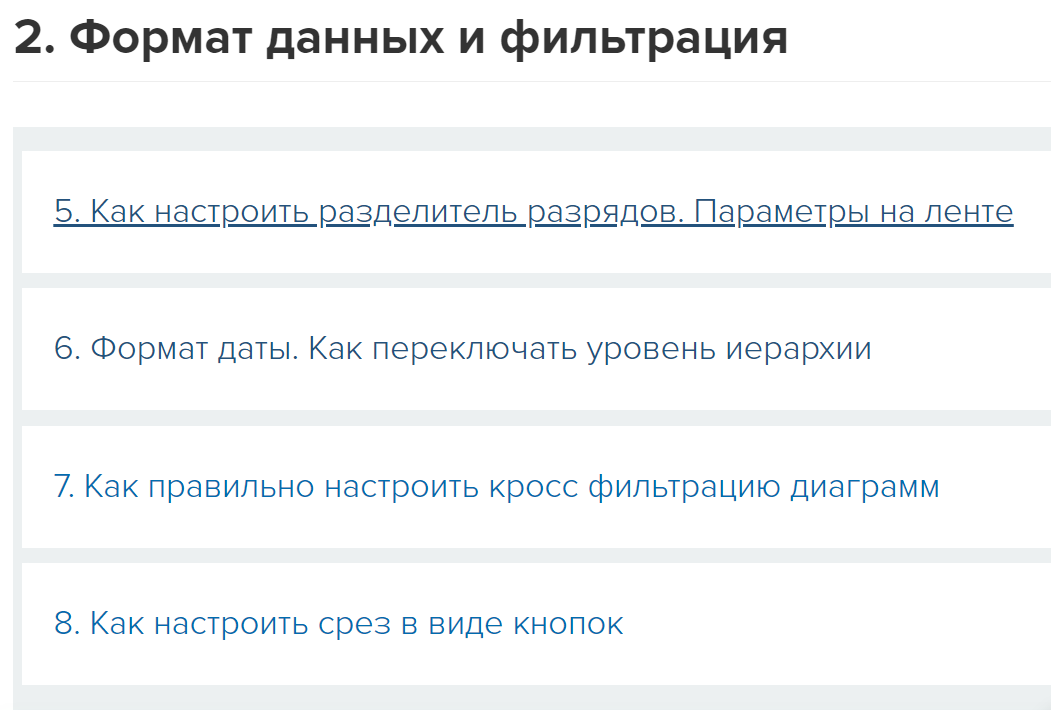 2. Формат данных и фильтрация
5. Как настроить разделитель разрядов. Параметры на ленте
6. Формат даты. Как переключать уровень иерархии
7. Как правильно настроить кросс фильтрацию диаграмм
8. Как настроить срез в виде кнопок